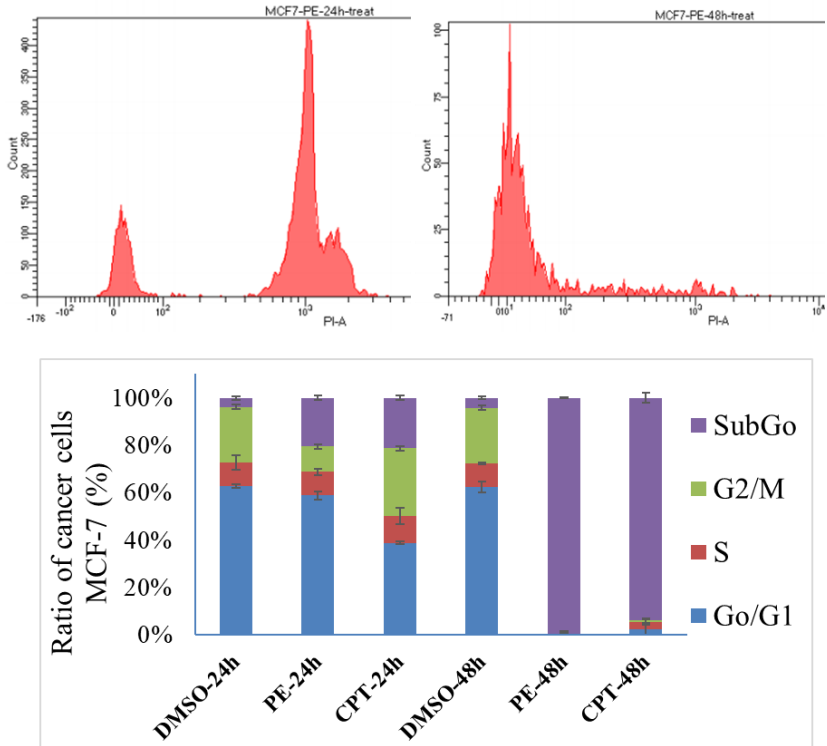 MCF7-PE-24h-treat
Count
0 50 100 150 200 250 300 350 400
-176 -10² 0 10² 10³
PI-A
MCF7-PE-48h-treat
Count
0 25 50 75 100
-71 010¹ 10² 10³ 10⁴
PI-A
Ratio of cancer cells
MCF-7 (%)
100%
80%
60%
40%
20%
0%
DMSO-24h
PE-24h
CPT-24h
DMSO-48h
PE-48h
CPT-48h
SubGo
G2/M
S
Go/G1